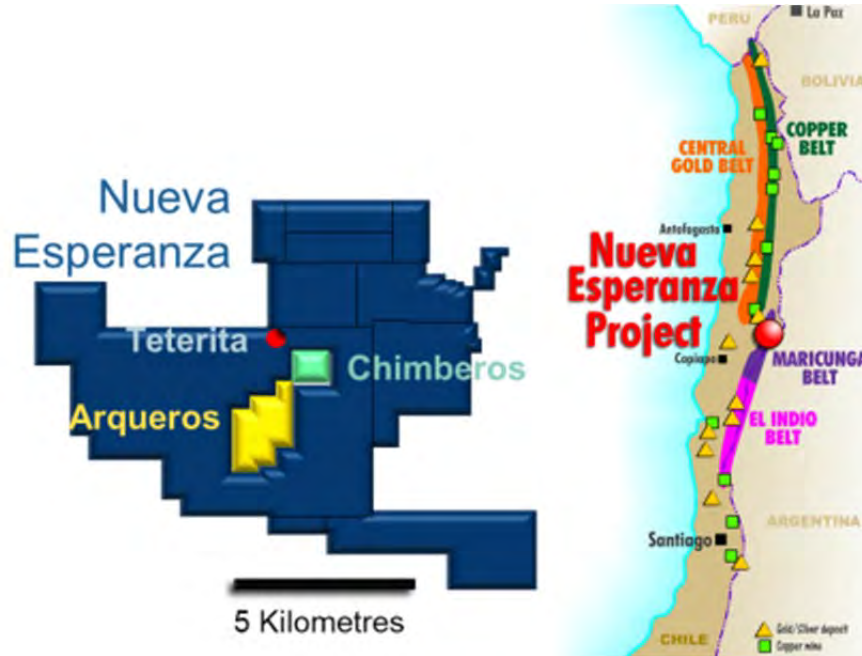 Nueva
Esperanza
Teterita
Chimberos
Arqueros
5 Kilometres
PERU
La Paz
BOLIVIA
COPPER
BELT
CENTRAL
GOLD BELT
Antofagasta
Nueva
Esperanza
Project
Copiapo
MARICUNGA
BELT
EL INDIO
BELT
ARGENTINA
Santiago
CHILE
Gold/Silver deposit
Copper mine